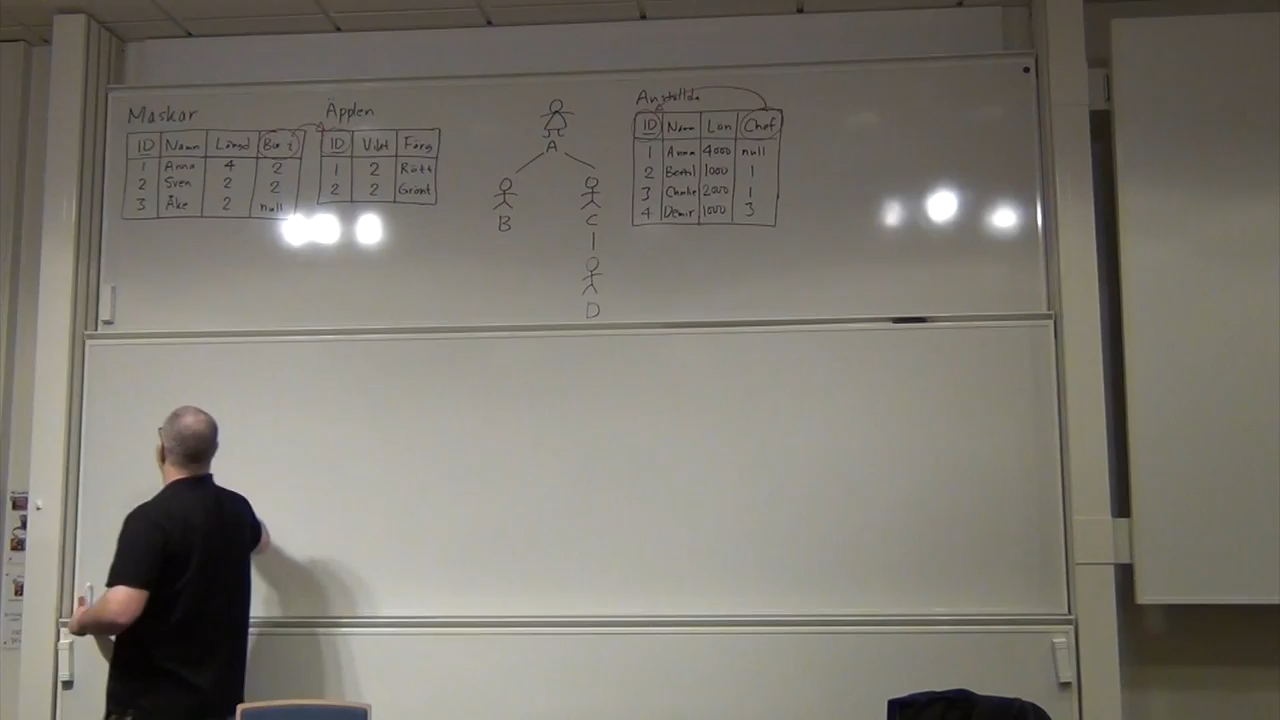 Maskar
ID Namn Längd Bor i
1 Anna 4 2
2 Sven 2 2
3 Åke 2 null
Äpplen
ID Vikt Färg
1 2 Rött
2 2 Grönt
A
B C
D
Anställda
ID Namn Lön Chef
1 Anna 4000 null
2 Bertil 1000 1
3 2000 1
4 Demir 1000 3